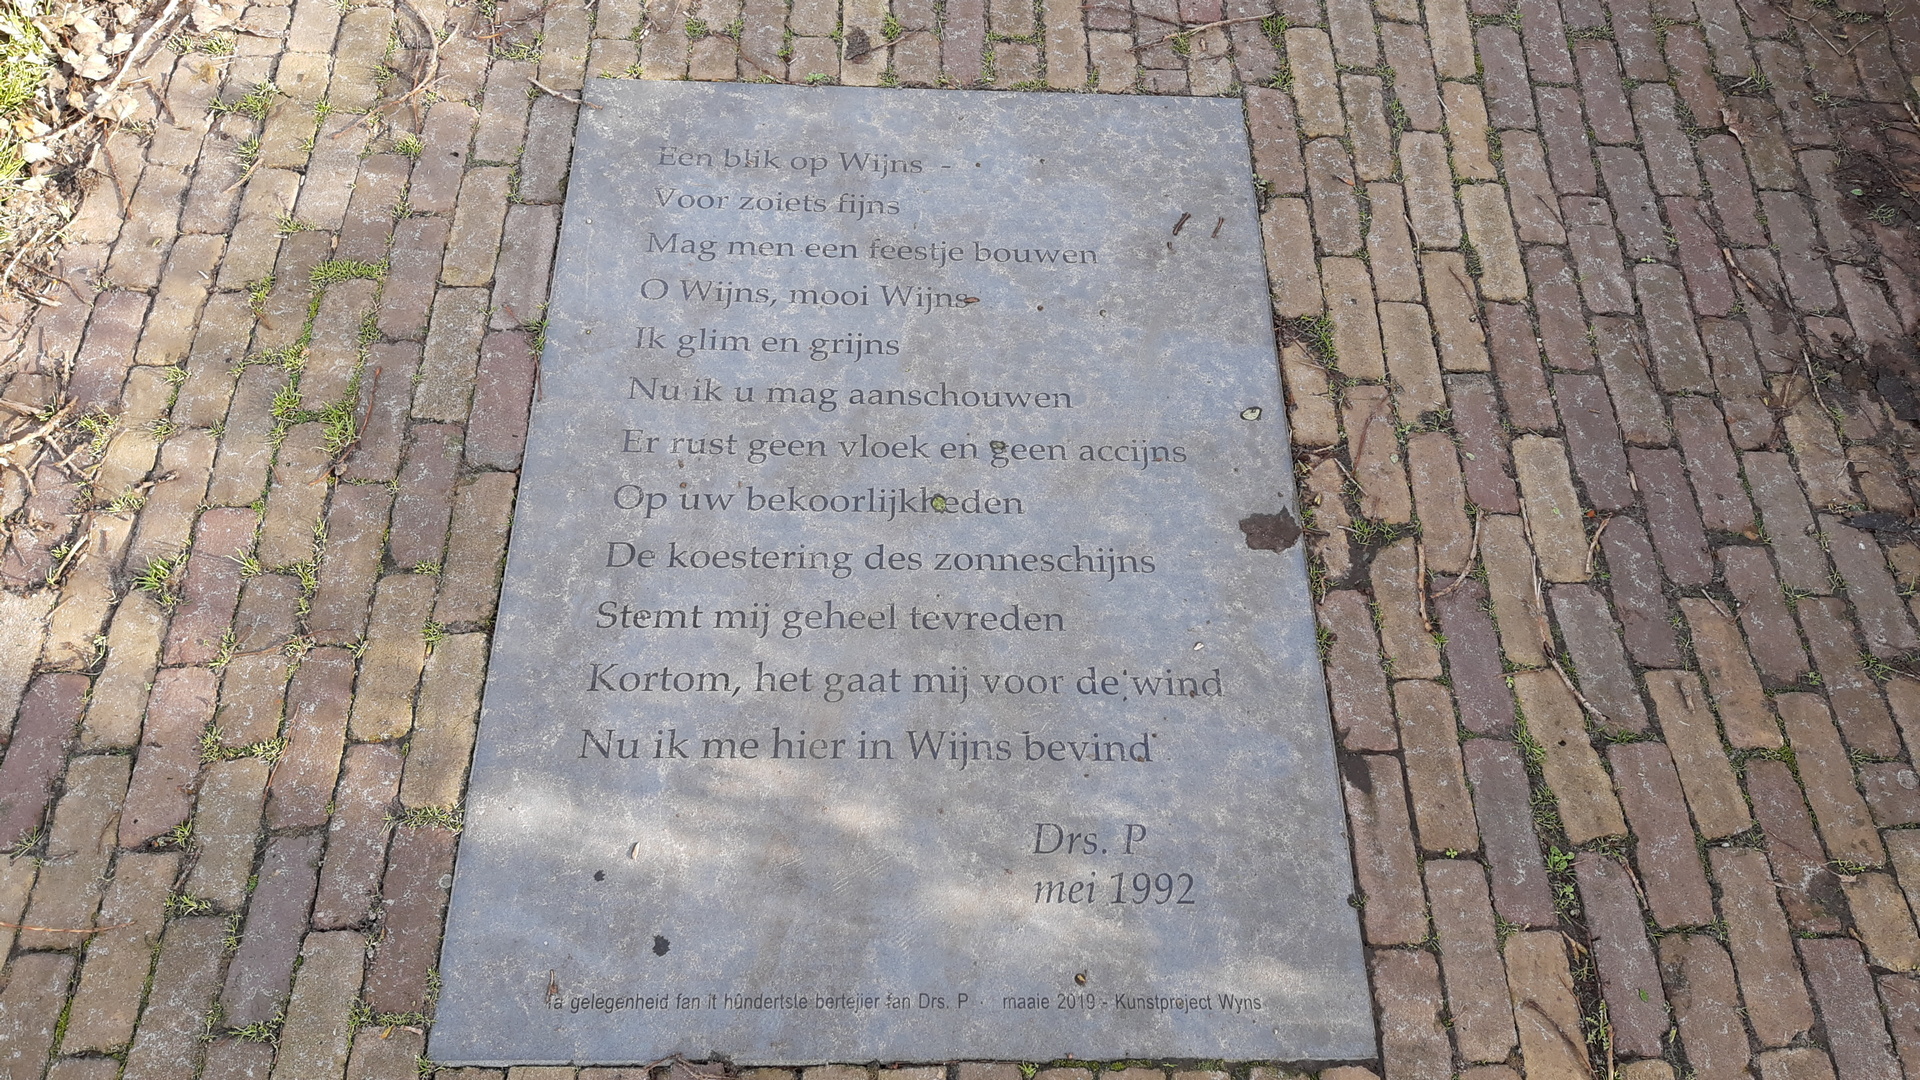 Een blik op Wijns -
Voor zoiets fijns
Mag men een feestje bouwen
O Wijns, mooi Wijns
Ik glim en grijns
Nu ik u mag aanschouwen
Er rust geen vloek en geen accijns
Op uw bekoorlijkheden
De koestering des zonneschijns
Stemt mij geheel tevreden
Kortom, het gaat mij voor de wind
Nu ik me hier in Wijns bevind
Drs. P
mei 1992
gelegenheid fan it hûndertste bertejier fan Drs. P - maaie 2019 - Kunstproject Wyns